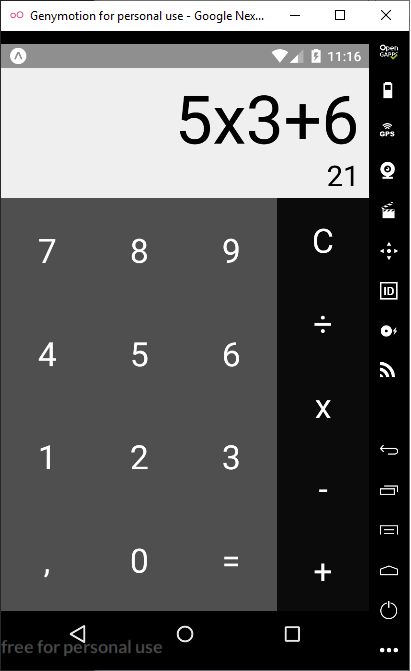 Genymotion for personal use - Google Nex...
11:16
Open
GAPPS
5x3+6
21
GPS
7 8 9 C
÷
4 5 6
ID
x
1 2 3
-
, 0 = +
free for personal use